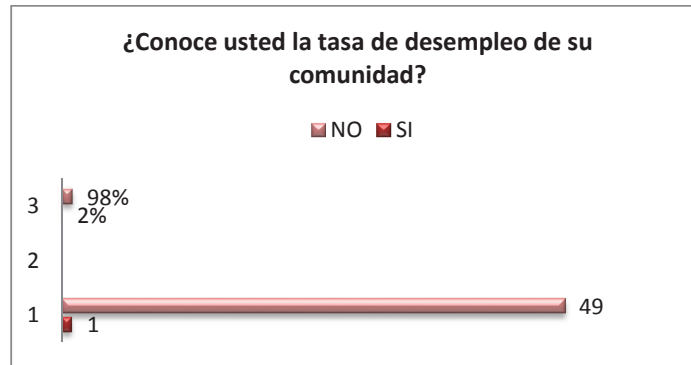 ¿Conoce usted la tasa de desempleo de su
comunidad?
NO SI
3 98%
2%
2
1 49
1